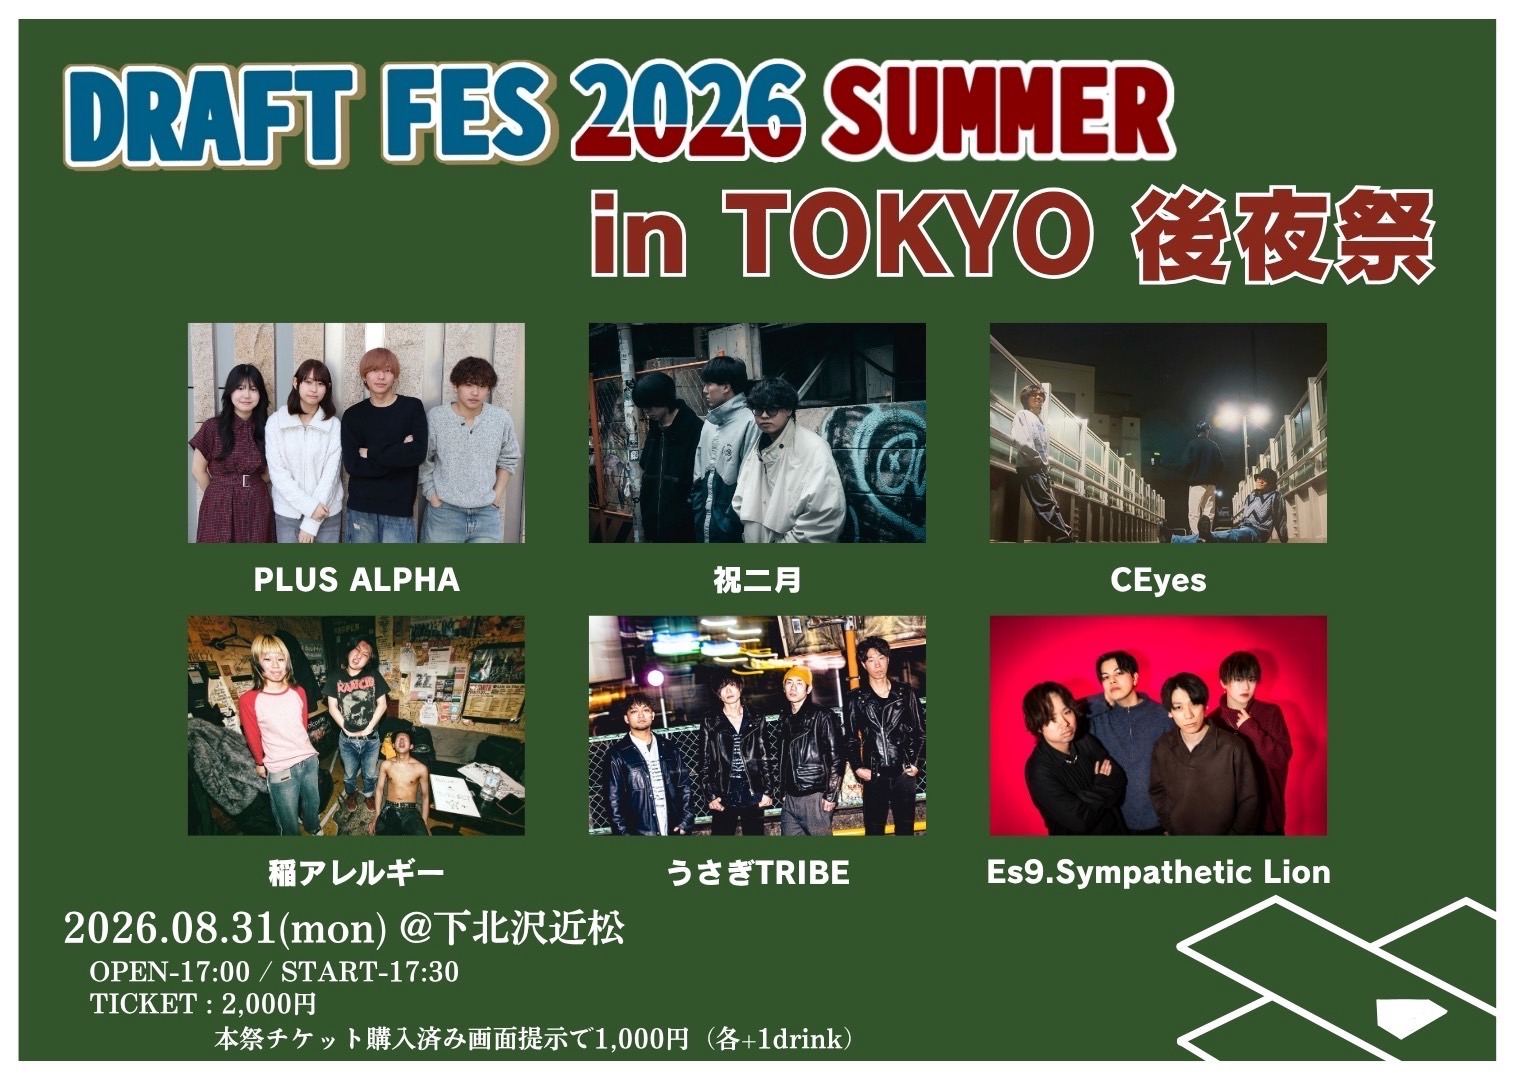 DRAFT FES 2026 SUMMER
in TOKYO 後夜祭
PLUS ALPHA
祝二月
CEyes
稲アレルギー
うさぎTRIBE
Es9.Sympathetic Lion
2026.08.31(mon) @下北沢近松
OPEN-17:00 / START-17:30
TICKET : 2,000円
本祭チケット購入済み画面提示で1,000円（各+1drink）